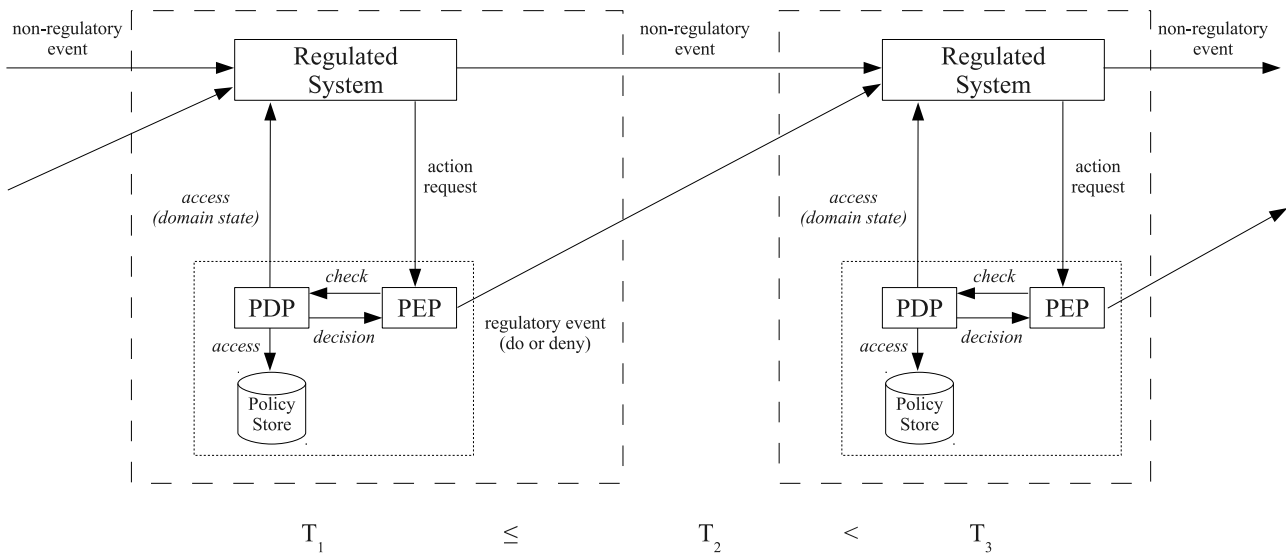 non-regulatory
event
Regulated
System
non-regulatory
event
Regulated
System
non-regulatory
event
access
(domain state)
action
request
access
(domain state)
action
request
PDP
check
decision
PEP
access
Policy
Store
regulatory event
(do or deny)
PDP
check
decision
PEP
access
Policy
Store
T1 ≤ T2 < T3